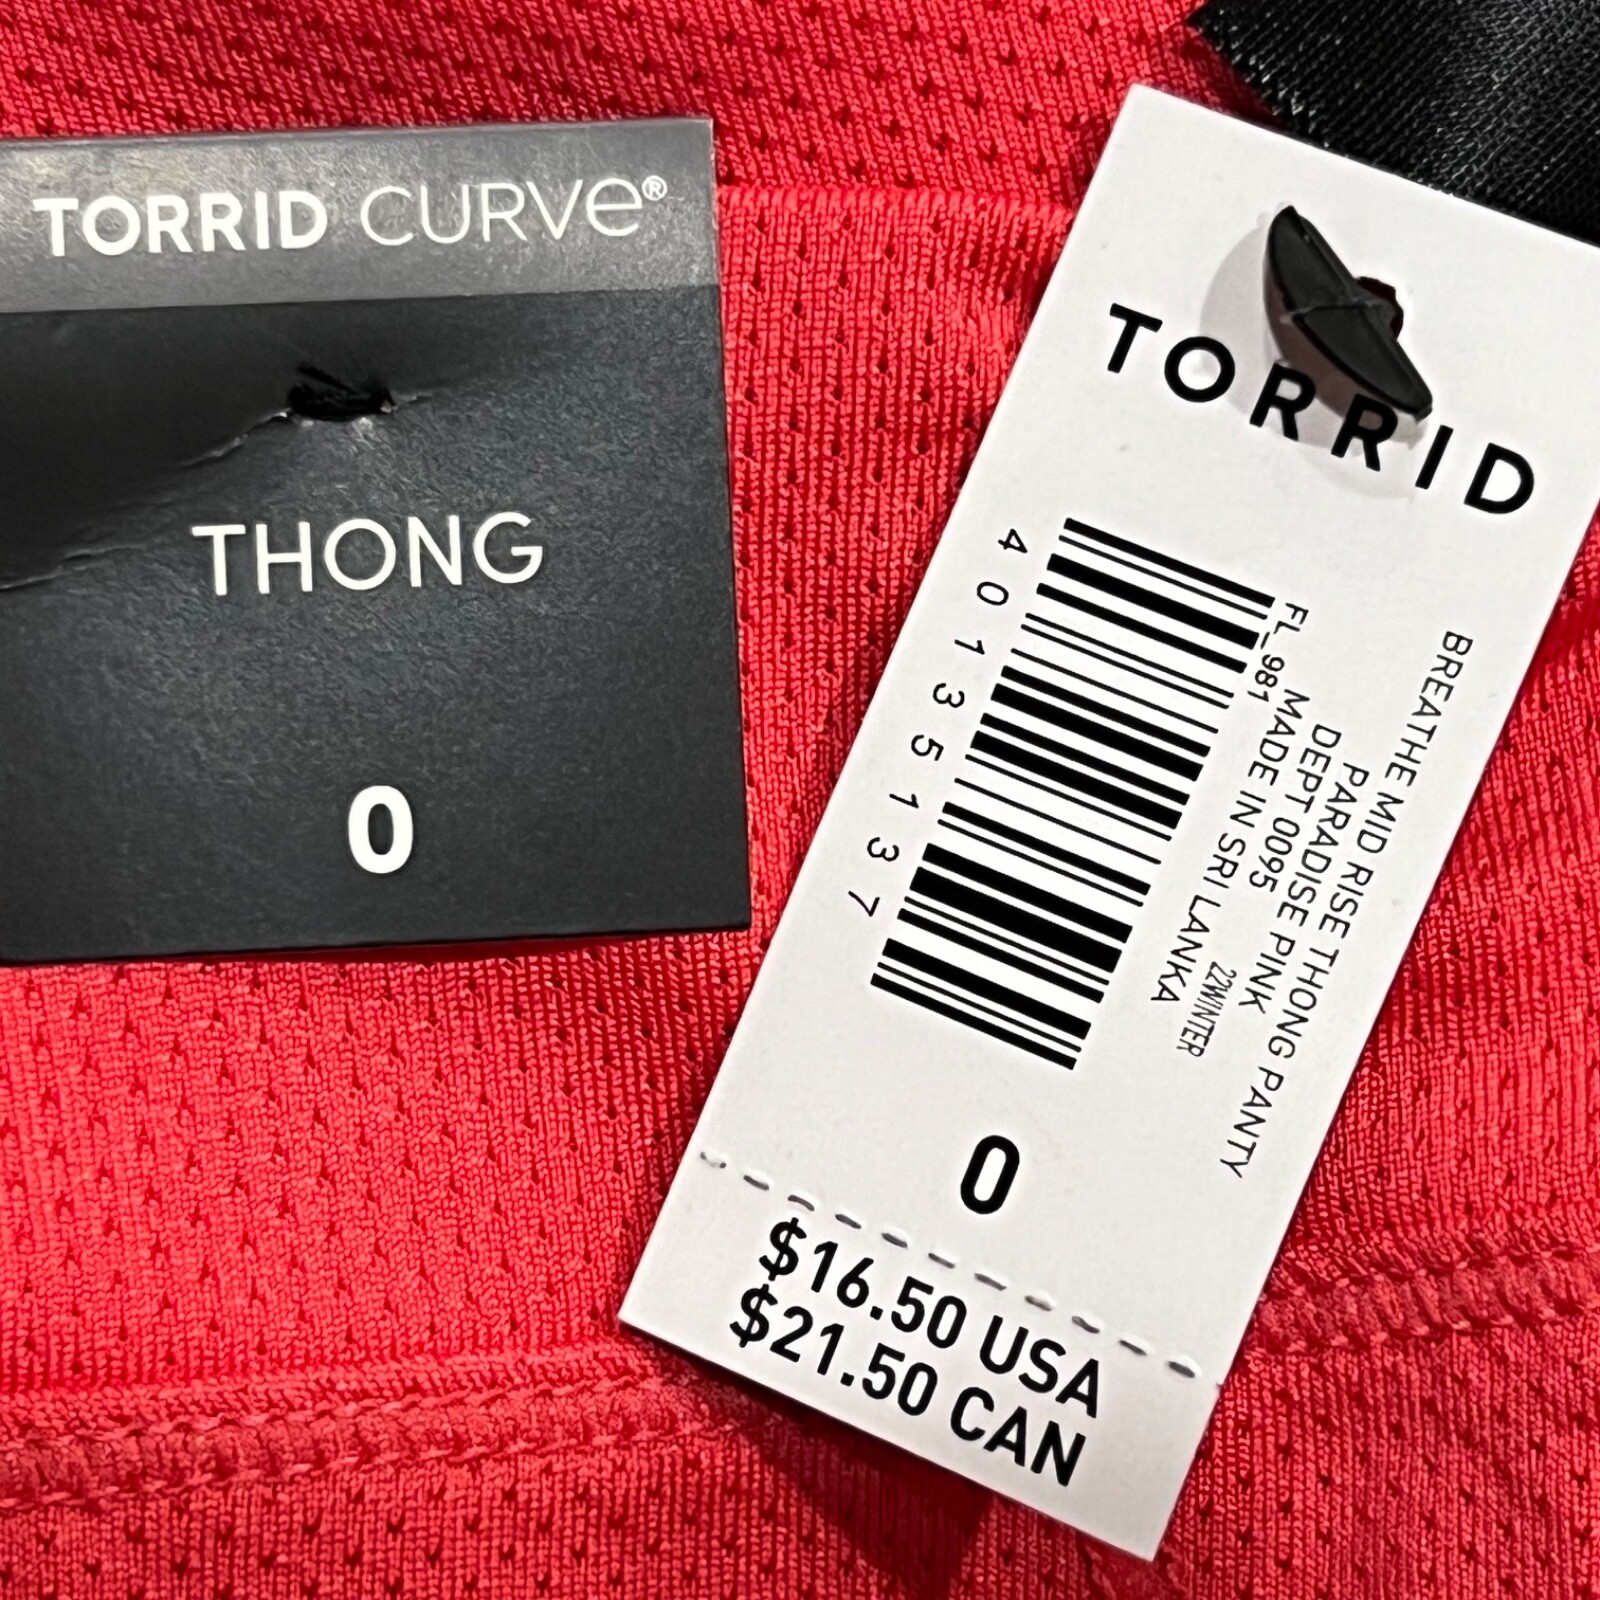 TORRID CURVe®
THONG
0
TORRID
BREATHE MID RISE THONG PANTY
PARADISE PINK
DEPT 0095
MADE IN SRI LANKA
22WINTER
FL_981
40135137
0
$16.50 USA
$21.50 CAN